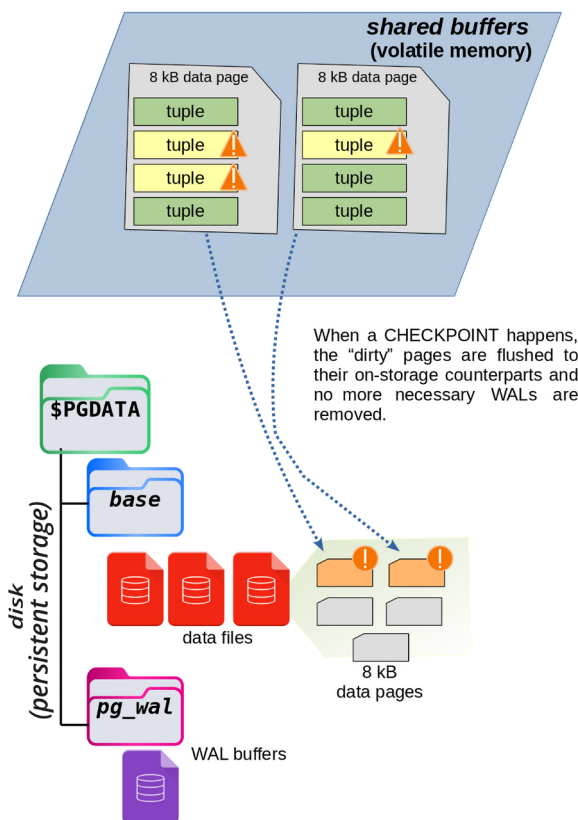 shared buffers
(volatile memory)
8 kB data page
8 kB data page
tuple
tuple
tuple
tuple
tuple
tuple
tuple
tuple
When a CHECKPOINT happens,
the “dirty” pages are flushed to
their on-storage counterparts and
no more necessary WALs are
removed.
$PGDATA
base
disk
(persistent storage)
data files
8 kB
data pages
pg_wal
WAL buffers